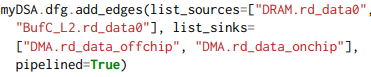 myDSA.dfg.add_edges(list_sources=["DRAM.rd_data0",
"BufC_L2.rd_data0"], list_sinks=
["DMA.rd_data_offchip", "DMA.rd_data_onchip"],
pipelined=True)